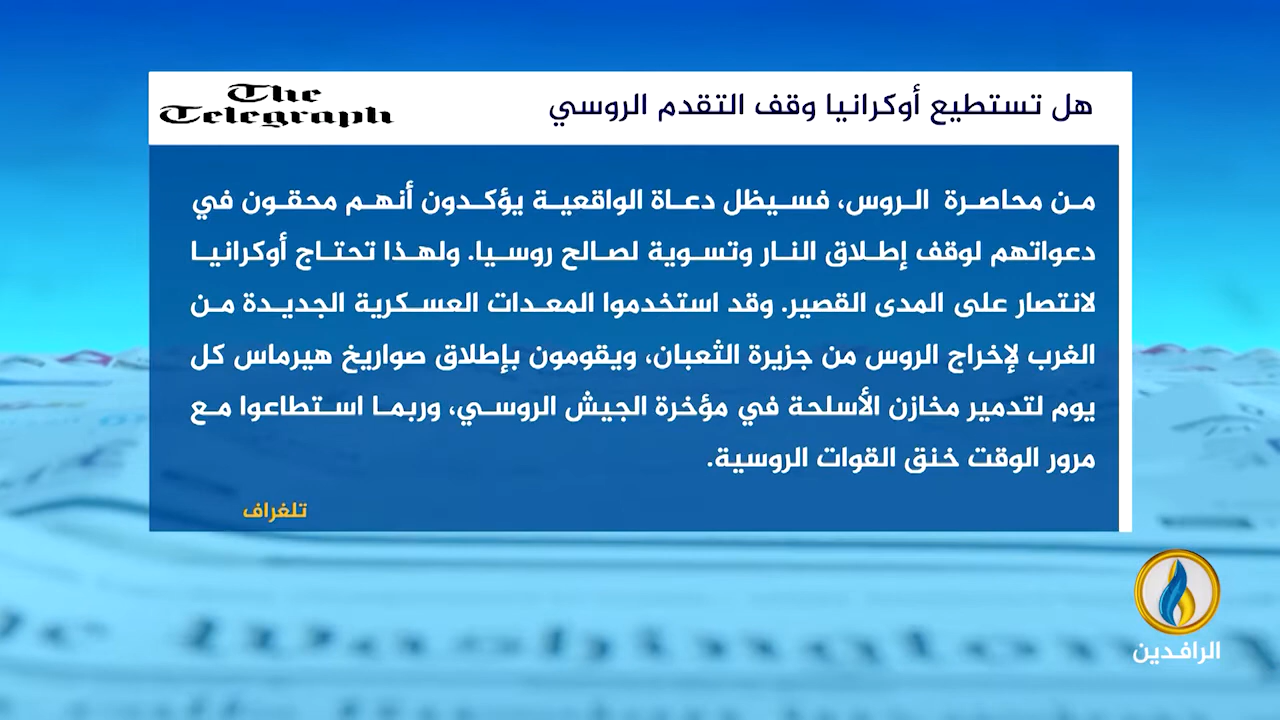 The
Telegraph
هل تستطيع أوكرانيا وقف التقدم الروسي
من محاصرة الروس، فسيظل دعاة الواقعية يؤكدون أنهم محقون في
دعواتهم لوقف إطلاق النار وتسوية لصالح روسيا. ولهذا تحتاج أوكرانيا
لانتصار على المدى القصير. وقد استخدموا المعدات العسكرية الجديدة من
الغرب لإخراج الروس من جزيرة الثعبان، ويقومون بإطلاق صواريخ هيرماس كل
يوم لتدمير مخازن الأسلحة في مؤخرة الجيش الروسي، وربما استطاعوا مع
مرور الوقت خنق القوات الروسية.
تلغراف
الرافدين